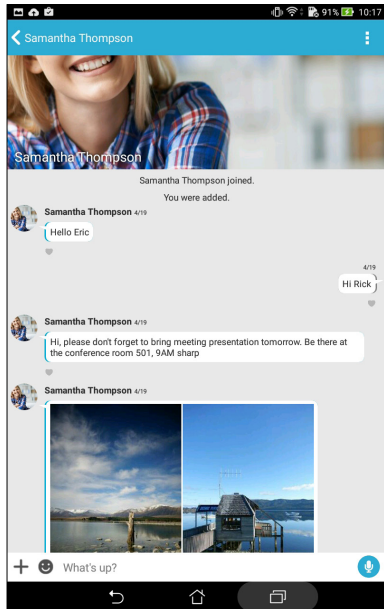 91% 10:17
Samantha Thompson
Samantha Thompson
Samantha Thompson joined.
You were added.
Samantha Thompson 4/19
Hello Eric
4/19
Hi Rick
Samantha Thompson 4/19
Hi, please don't forget to bring meeting presentation tomorrow. Be there at
the conference room 501, 9AM sharp
Samantha Thompson 4/19
What's up?